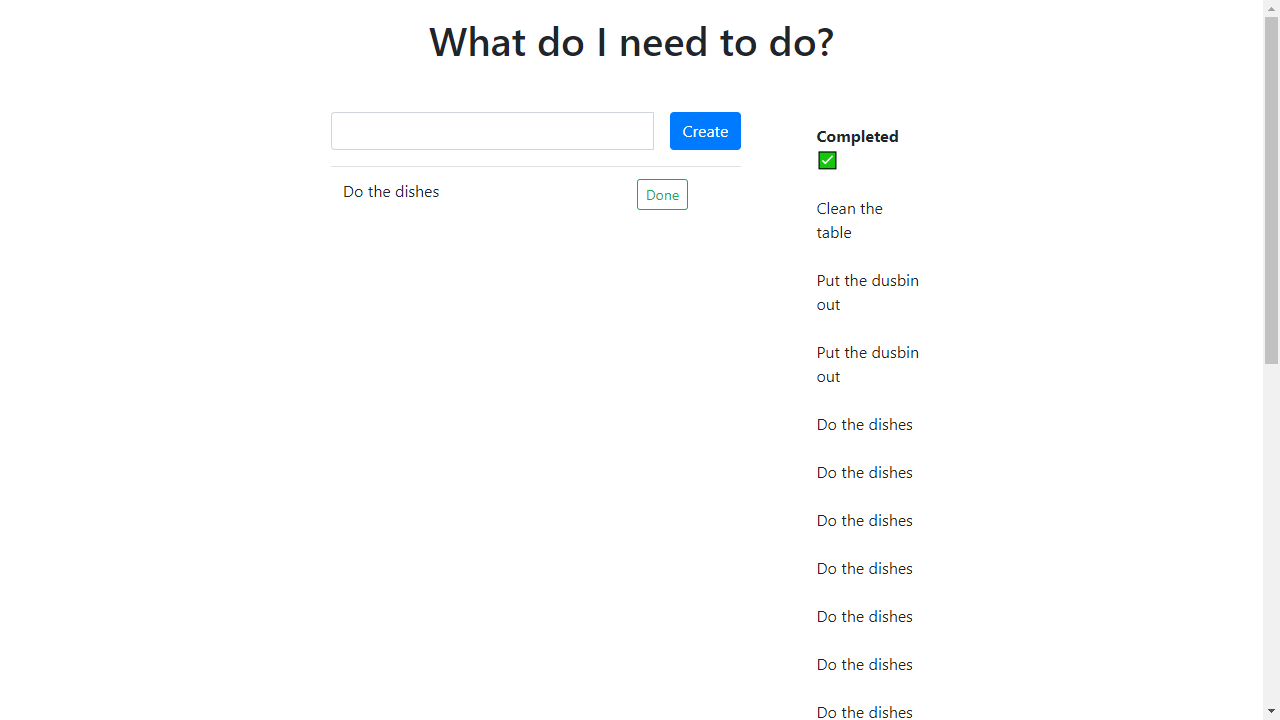 What do I need to do?
Create
Do the dishes
Done
Completed
✅
Clean the
table
Put the dusbin
out
Put the dusbin
out
Do the dishes
Do the dishes
Do the dishes
Do the dishes
Do the dishes
Do the dishes
Do the dishes